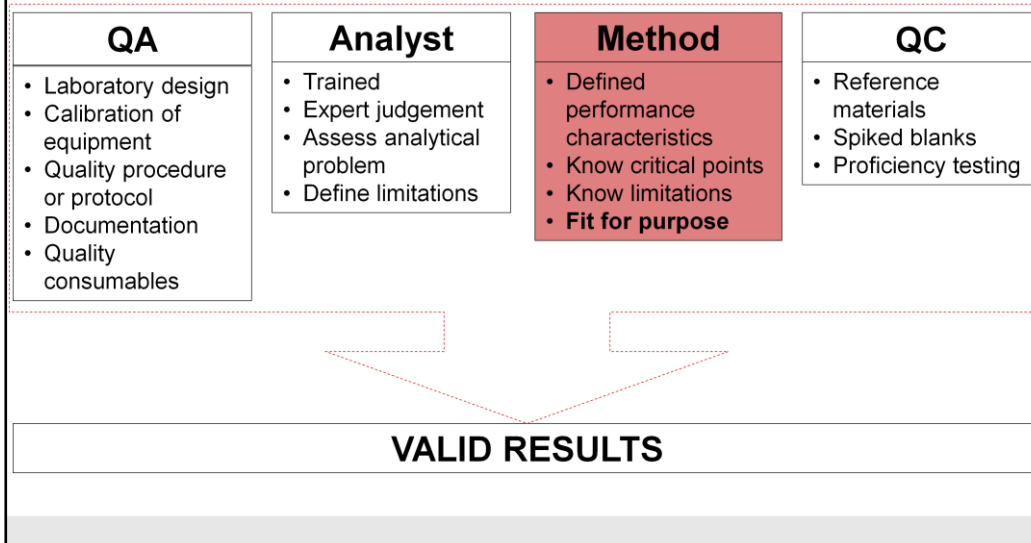 QA
• Laboratory design
• Calibration of
equipment
• Quality procedure
or protocol
• Documentation
• Quality
consumables
Analyst
• Trained
• Expert judgement
• Assess analytical
problem
• Define limitations
Method
• Defined
performance
characteristics
• Know critical points
• Know limitations
• Fit for purpose
QC
• Reference
materials
• Spiked blanks
• Proficiency testing
VALID RESULTS